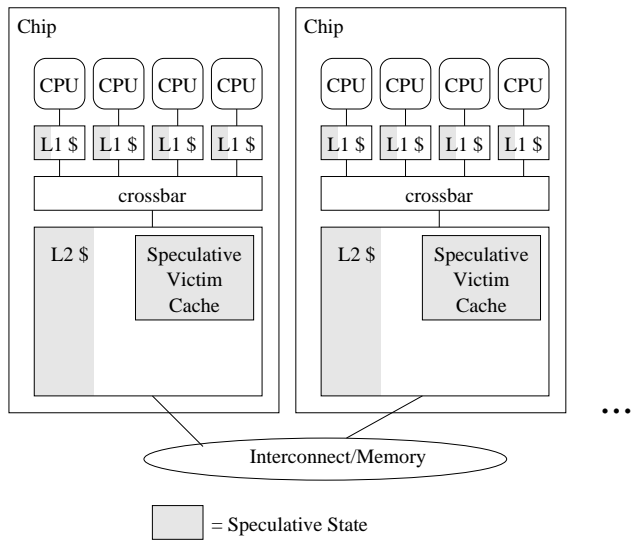 Chip
CPU CPU CPU CPU
L1 $ L1 $ L1 $ L1 $
crossbar
L2 $
Speculative
Victim
Cache
Chip
CPU CPU CPU CPU
L1 $ L1 $ L1 $ L1 $
crossbar
L2 $
Speculative
Victim
Cache
...
Interconnect/Memory
= Speculative State